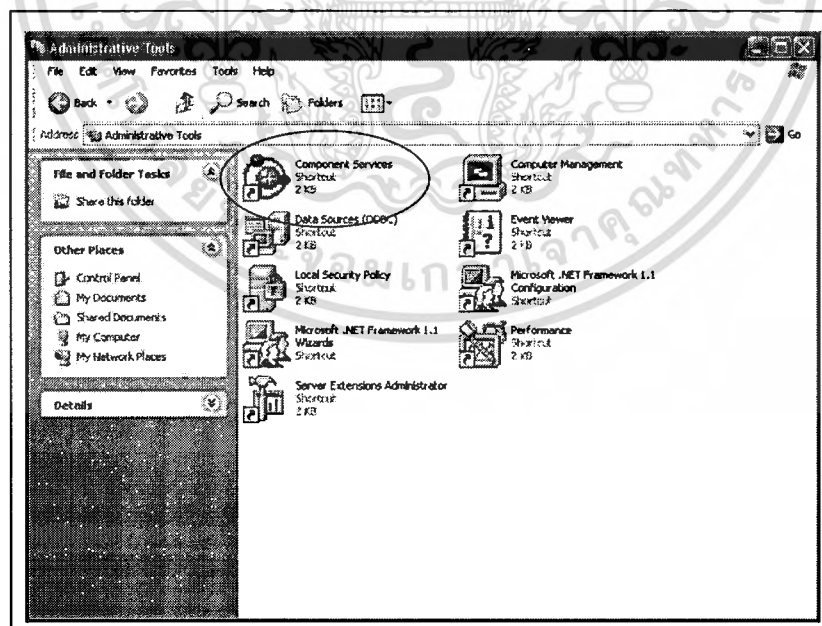 Administrative Tools
File Edit View Favorites Tools Help
Back Search Folders
Address Administrative Tools Go
File and Folder Tasks
Share this folder
Other Places
Control Panel
My Documents
Shared Documents
My Computer
My Network Places
Details
Component Services
Shortcut
2 KB
Computer Management
Shortcut
2 KB
Data Sources (ODBC)
Shortcut
2 KB
Event Viewer
Shortcut
2 KB
Local Security Policy
Shortcut
2 KB
Microsoft .NET Framework 1.1
Configuration
Shortcut
Microsoft .NET Framework 1.1
Wizards
Shortcut
Performance
Shortcut
2 KB
Server Extensions Administrator
Shortcut
2 KB